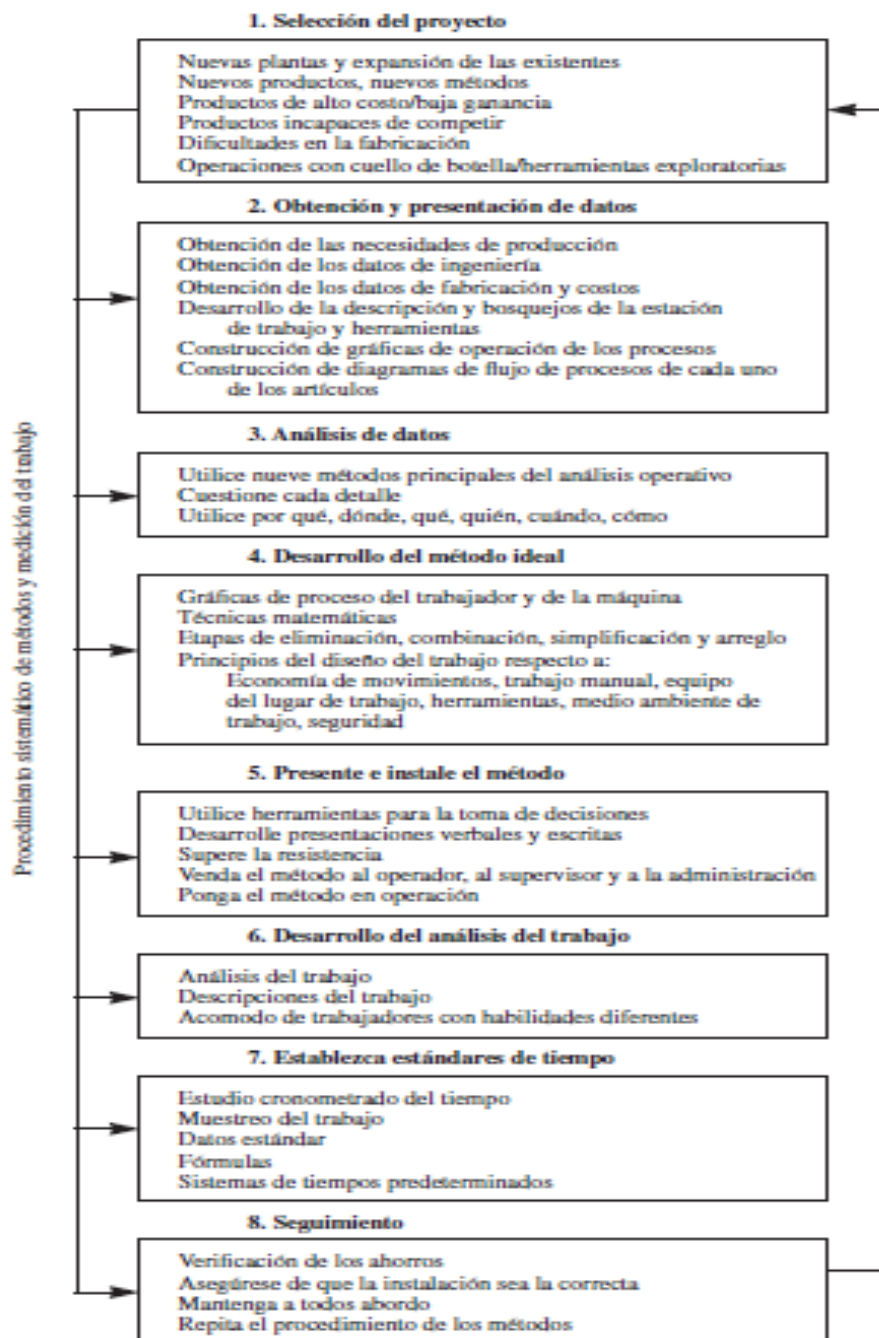 1. Selección del proyecto
Nuevas plantas y expansión de las existentes
Nuevos productos, nuevos métodos
Productos de alto costo/baja ganancia
Productos incapaces de competir
Dificultades en la fabricación
Operaciones con cuello de botella/herramientas exploratorias
2. Obtención y presentación de datos
Obtención de las necesidades de producción
Obtención de los datos de ingeniería
Obtención de los datos de fabricación y costos
Desarrollo de la descripción y bosquejos de la estación
de trabajo y herramientas
Construcción de gráficas de operación de los procesos
Construcción de diagramas de flujo de procesos de cada uno
de los artículos
3. Análisis de datos
Utilice nueve métodos principales del análisis operativo
Cuestione cada detalle
Utilice por qué, dónde, qué, quién, cuándo, cómo
4. Desarrollo del método ideal
Gráficas de proceso del trabajador y de la máquina
Técnicas matemáticas
Etapas de eliminación, combinación, simplificación y arreglo
Principios del diseño del trabajo respecto a:
Economía de movimientos, trabajo manual, equipo
del lugar de trabajo, herramientas, medio ambiente de
trabajo, seguridad
5. Presente e instale el método
Utilice herramientas para la toma de decisiones
Desarrolle presentaciones verbales y escritas
Supere la resistencia
Venda el método al operador, al supervisor y a la administración
Ponga el método en operación
6. Desarrollo del análisis del trabajo
Análisis del trabajo
Descripciones del trabajo
Acomodo de trabajadores con habilidades diferentes
7. Establezca estándares de tiempo
Estudio cronometrado del tiempo
Muestreo del trabajo
Datos estándar
Fórmulas
Sistemas de tiempos predeterminados
8. Seguimiento
Verificación de los ahorros
Asegúrese de que la instalación sea la correcta
Mantenga a todos abordo
Repita el procedimiento de los métodos
Procedimiento sistemático de métodos y medición del trabajo